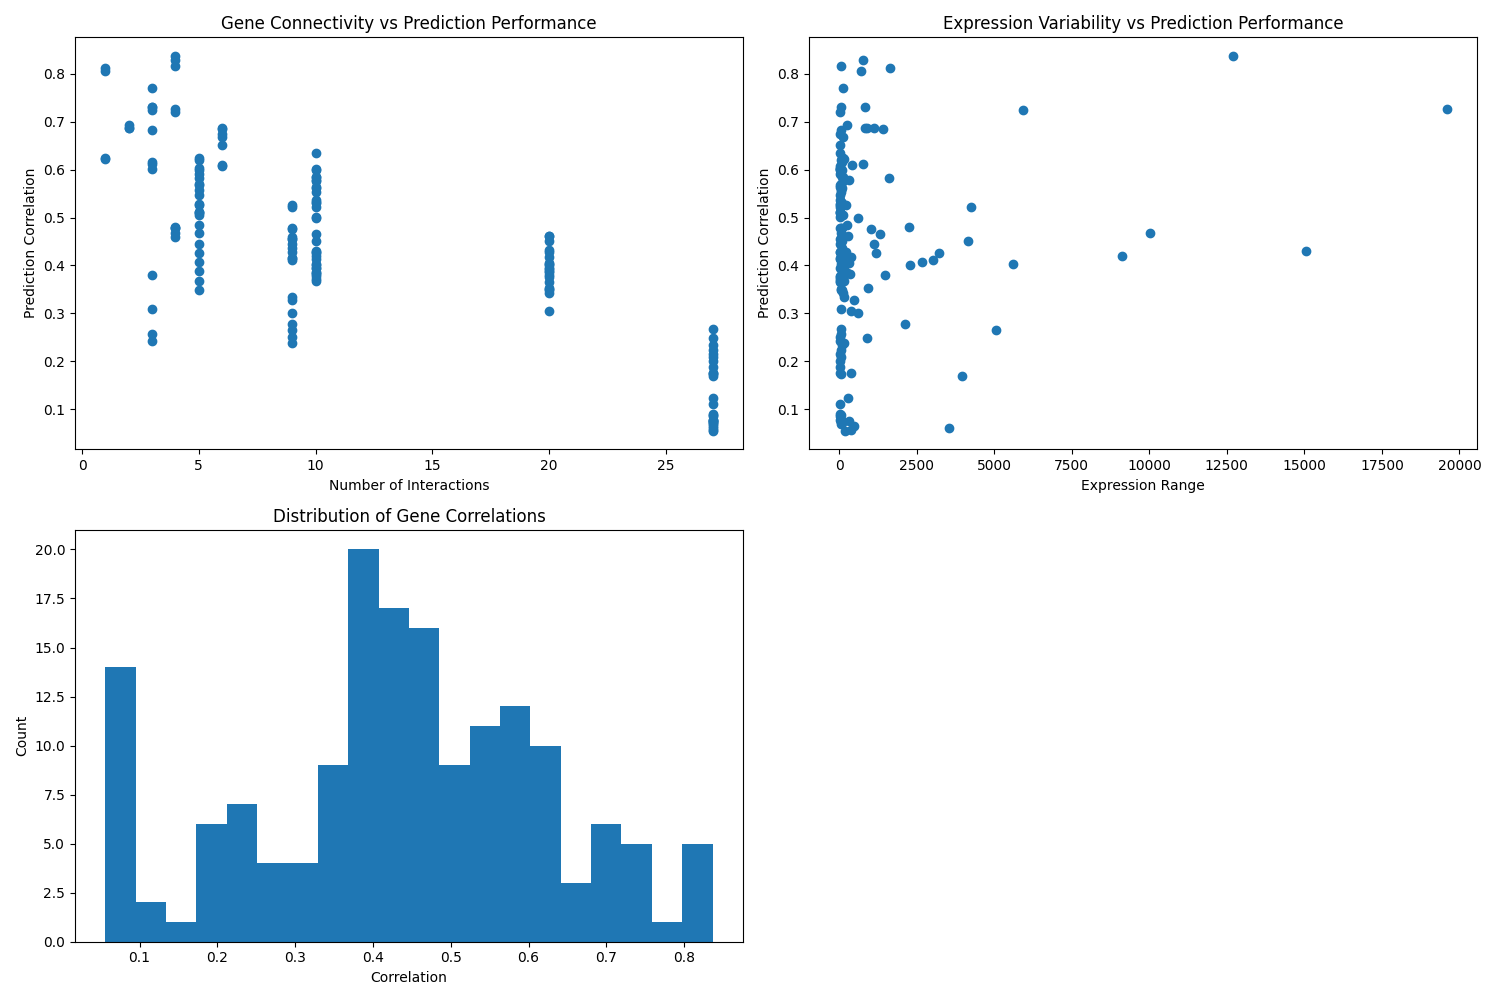 Gene Connectivity vs Prediction Performance
Prediction Correlation
0.8
0.7
0.6
0.5
0.4
0.3
0.2
0.1
0 5 10 15 20 25
Number of Interactions
Expression Variability vs Prediction Performance
Prediction Correlation
0.8
0.7
0.6
0.5
0.4
0.3
0.2
0.1
0 2500 5000 7500 10000 12500 15000 17500 20000
Expression Range
Distribution of Gene Correlations
Count
20.0
17.5
15.0
12.5
10.0
7.5
5.0
2.5
0.0
0.1 0.2 0.3 0.4 0.5 0.6 0.7 0.8
Correlation